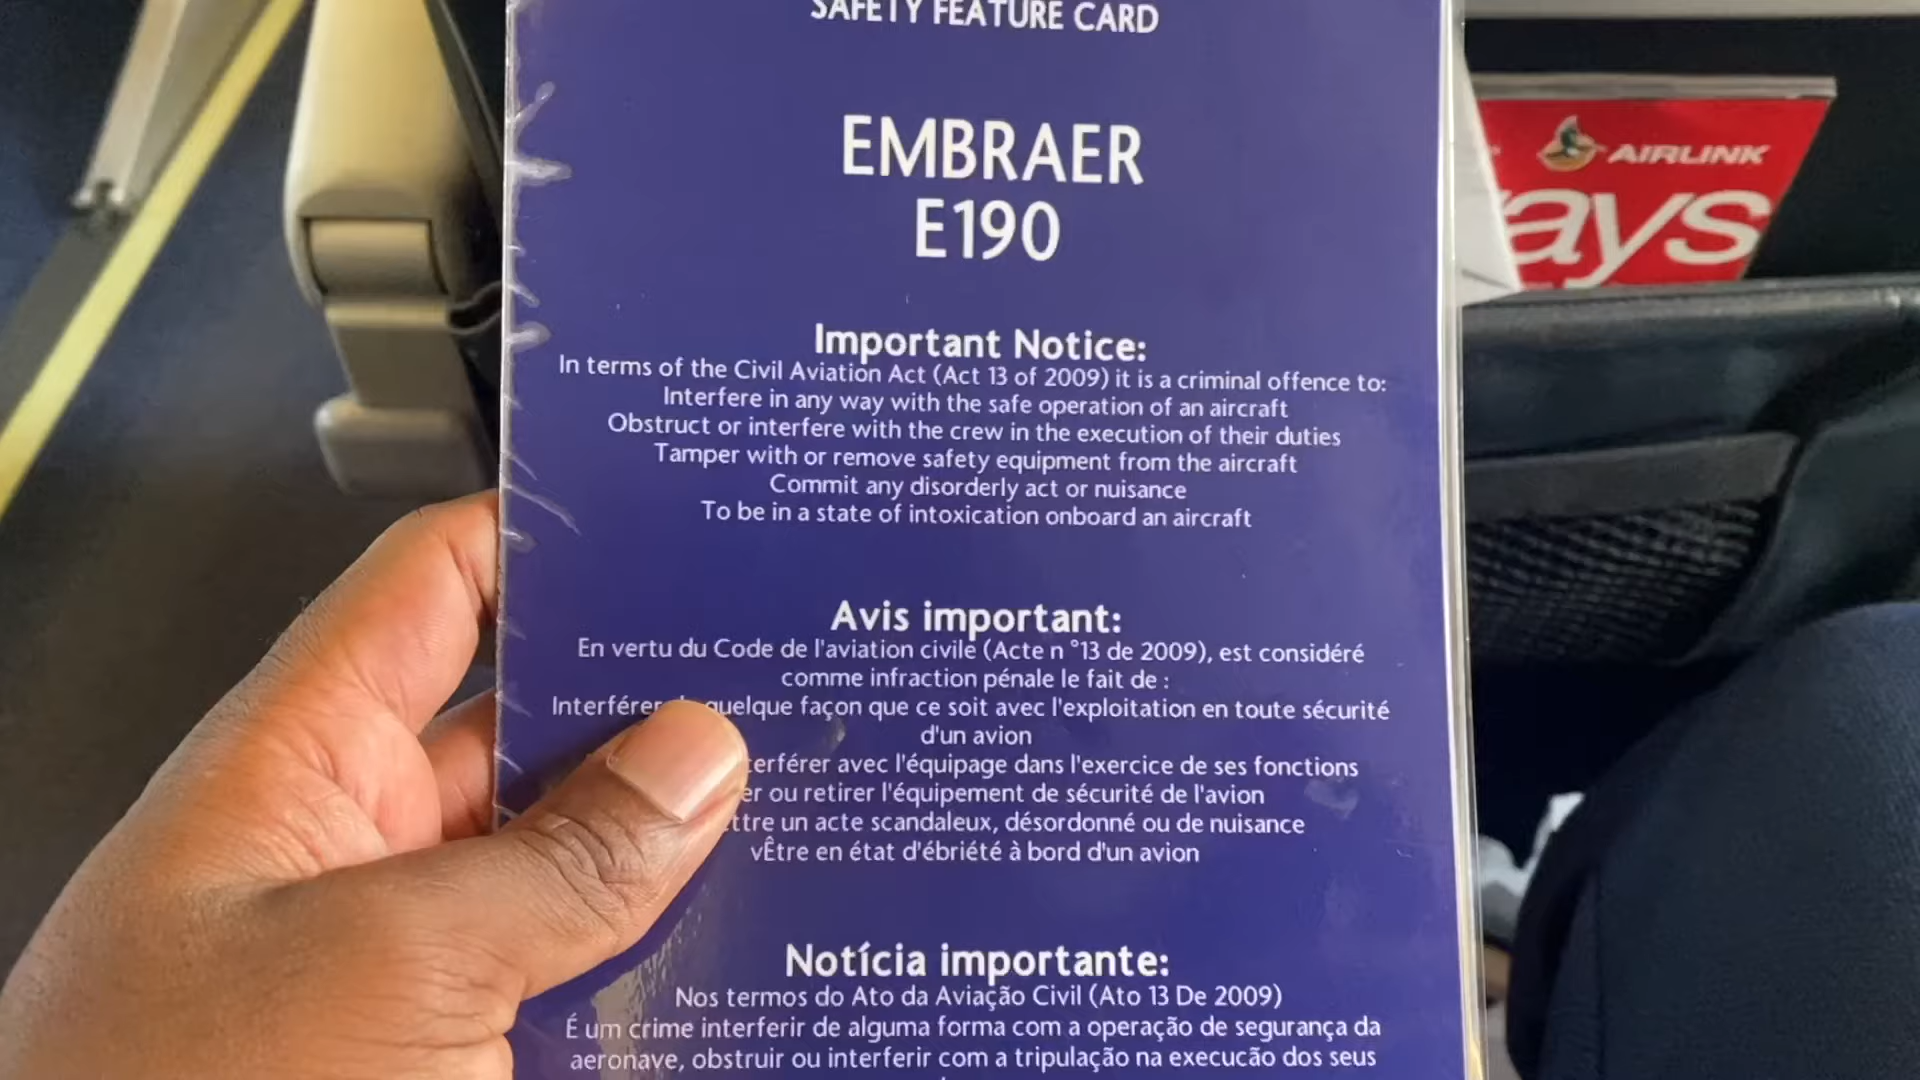 SAFETY FEATURE CARD
EMBRAER
E190
Important Notice:
In terms of the Civil Aviation Act (Act 13 of 2009) it is a criminal offence to:
Interfere in any way with the safe operation of an aircraft
Obstruct or interfere with the crew in the execution of their duties
Tamper with or remove safety equipment from the aircraft
Commit any disorderly act or nuisance
To be in a state of intoxication onboard an aircraft
Avis important:
En vertu du Code de l'aviation civile (Acte n °13 de 2009), est considéré
comme infraction pénale le fait de :
Interférer quelque façon que ce soit avec l'exploitation en toute sécurité
d'un avion
avec l'équipage dans l'exercice de ses fonctions
ou retirer l'équipement de sécurité de l'avion
un acte scandaleux, désordonné ou de nuisance
vÊtre en état d'ébriété à bord d'un avion
Notícia importante:
Nos termos do Ato da Aviação Civil (Ato 13 De 2009)
É um crime interferir de alguma forma com a operação de segurança da
aeronave, obstruir ou interferir com a tripulação na execucão dos seus
AIRLINK
ays